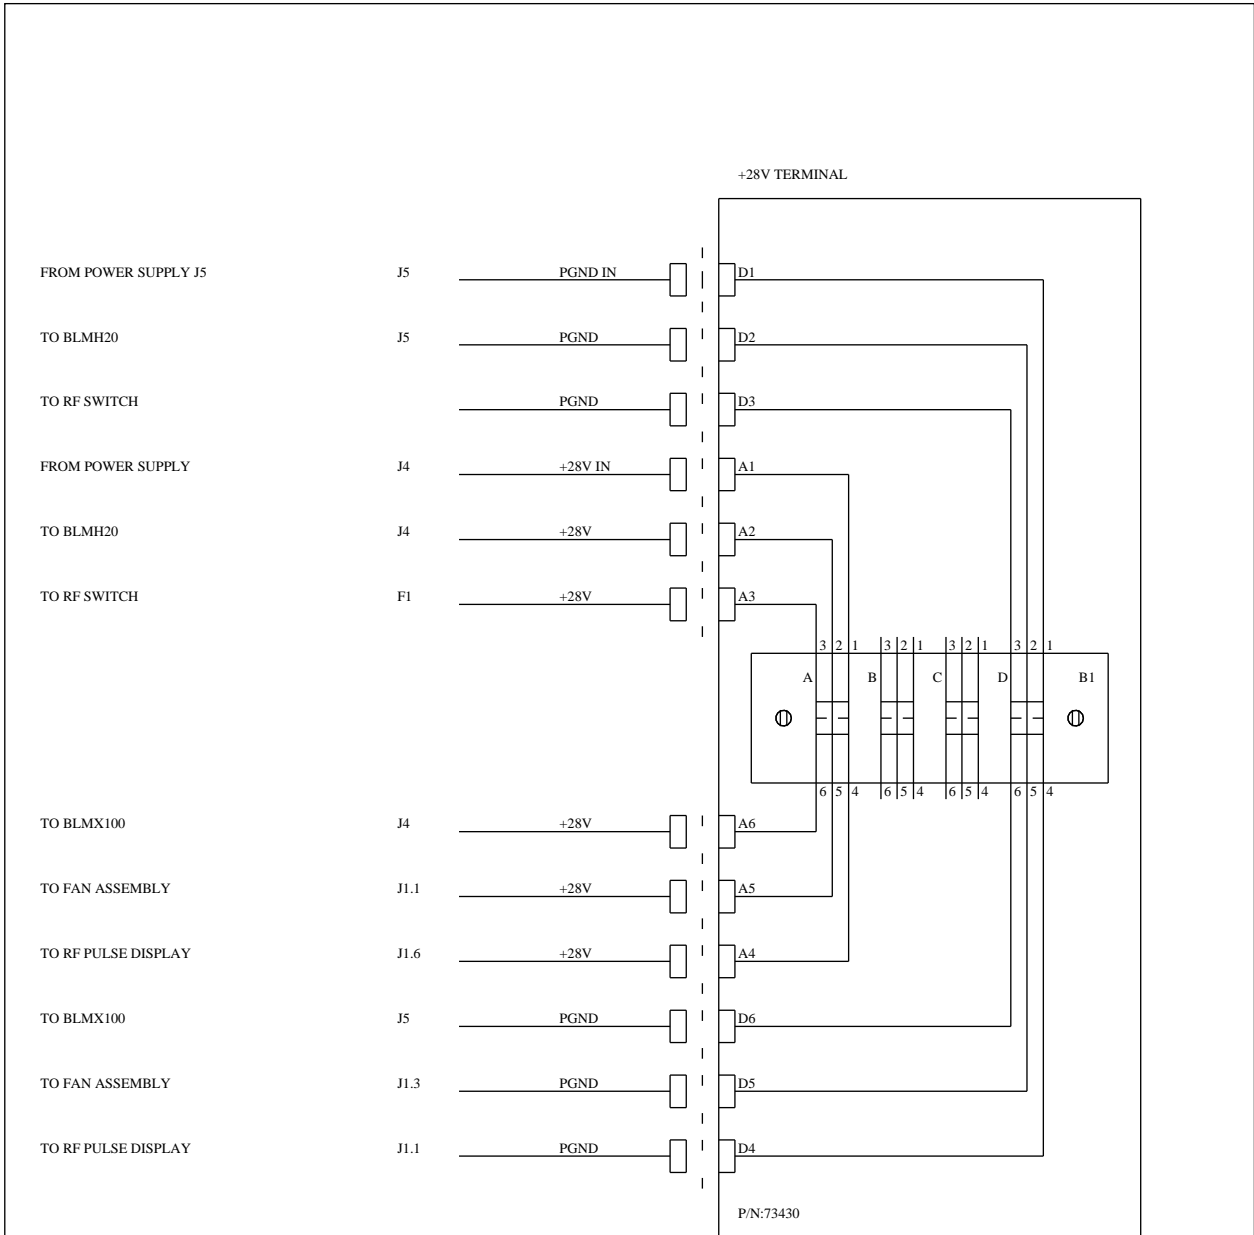 +28V TERMINAL
FROM POWER SUPPLY J5 J5 PGND IN D1
TO BLMH20 J5 PGND D2
TO RF SWITCH PGND D3
FROM POWER SUPPLY J4 +28V IN A1
TO BLMH20 J4 +28V A2
TO RF SWITCH F1 +28V A3
3 2 1 3 2 1 3 2 1 3 2 1
A B C D B1
6 5 4 6 5 4 6 5 4 6 5 4
TO BLMX100 J4 +28V A6
TO FAN ASSEMBLY J1.1 +28V A5
TO RF PULSE DISPLAY J1.6 +28V A4
TO BLMX100 J5 PGND D6
TO FAN ASSEMBLY J1.3 PGND D5
TO RF PULSE DISPLAY J1.1 PGND D4
P/N:73430